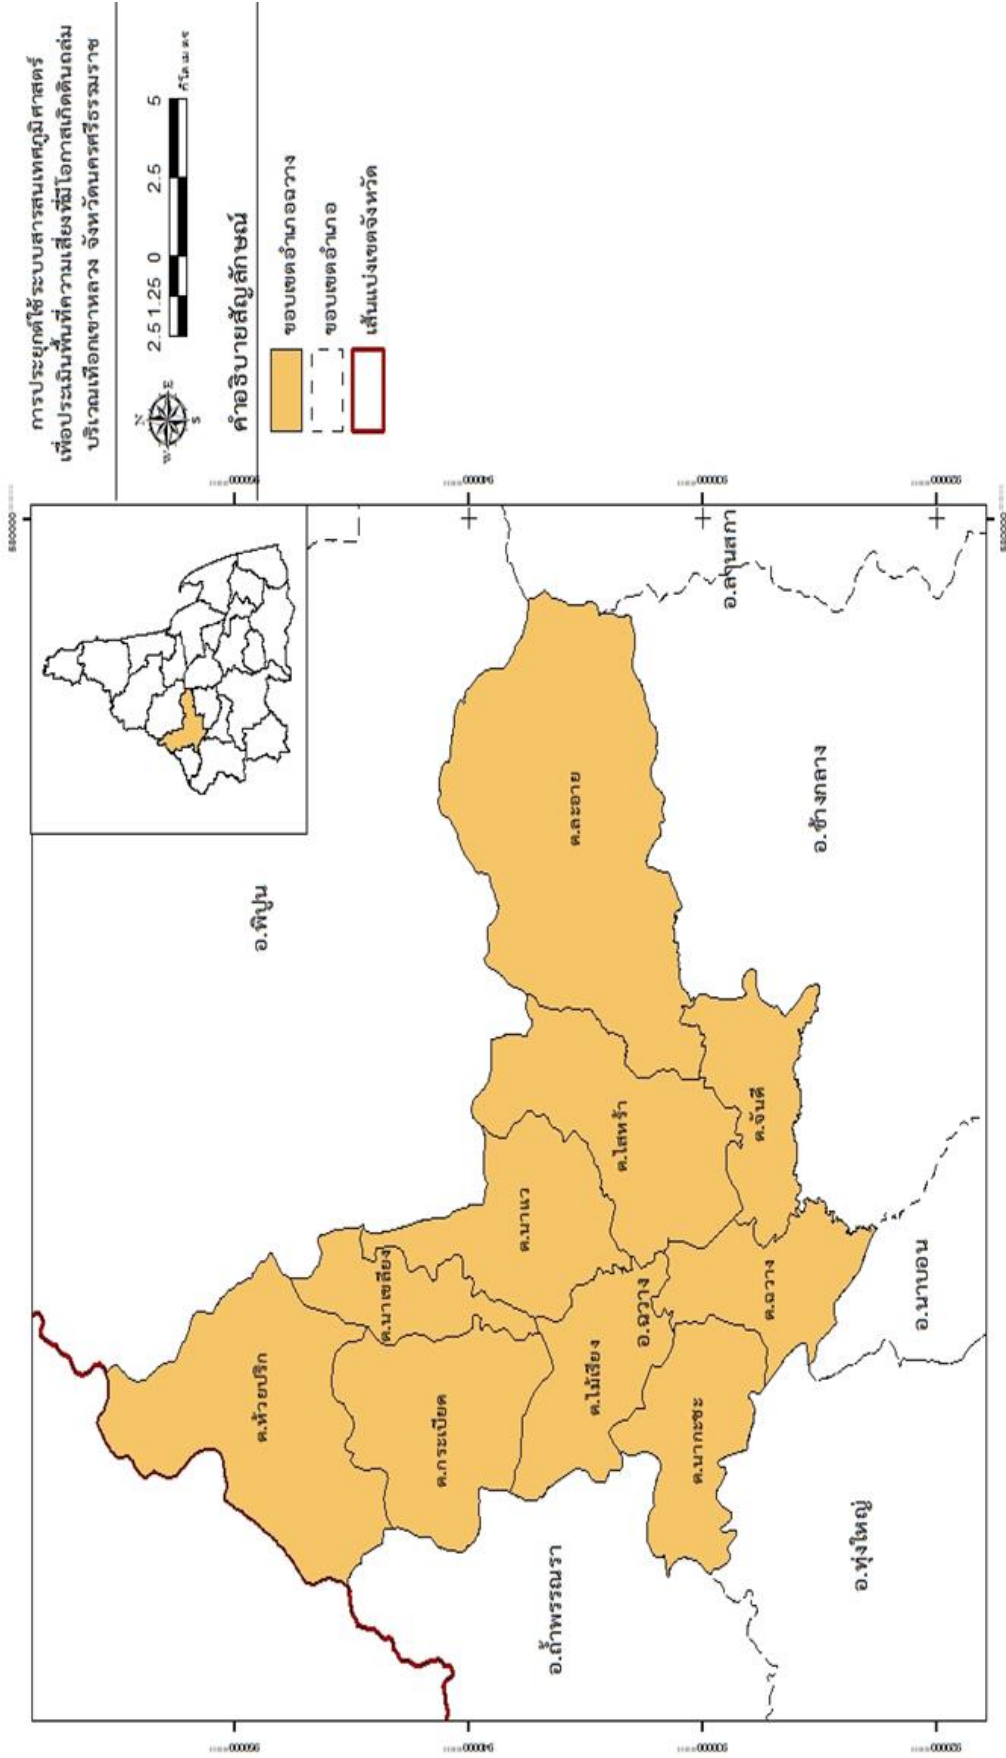 การประยุกต์ใช้ระบบสารสนเทศภูมิศาสตร์
เพื่อประเมินพื้นที่ความเสี่ยงที่มีโอกาสเกิดดินถล่ม
บริเวณเทือกเขาหลวง จังหวัดนครศรีธรรมราช
N
W
E
S
2.5 1.25 0 2.5 5
กิโลเมตร
คำอธิบายสัญลักษณ์
ขอบเขตอำเภอฉวาง
ขอบเขตอำเภอ
เส้นแบ่งเขตจังหวัด
อ.พิปูน
ต.ห้วยปริก
ต.นาเขลียง
ต.กระเบียด
ต.นาแว
ต.ละอาย
ต.ไม้เรียง
ต.ไสหร้า
อ.ฉวาง
ต.นากะชะ
ต.จันดี
ต.ฉวาง
อ.ลานสกา
อ.ช้างกลาง
อ.ถ้ำพรรณรา
อ.ทุ่งใหญ่
อ.นาบอน